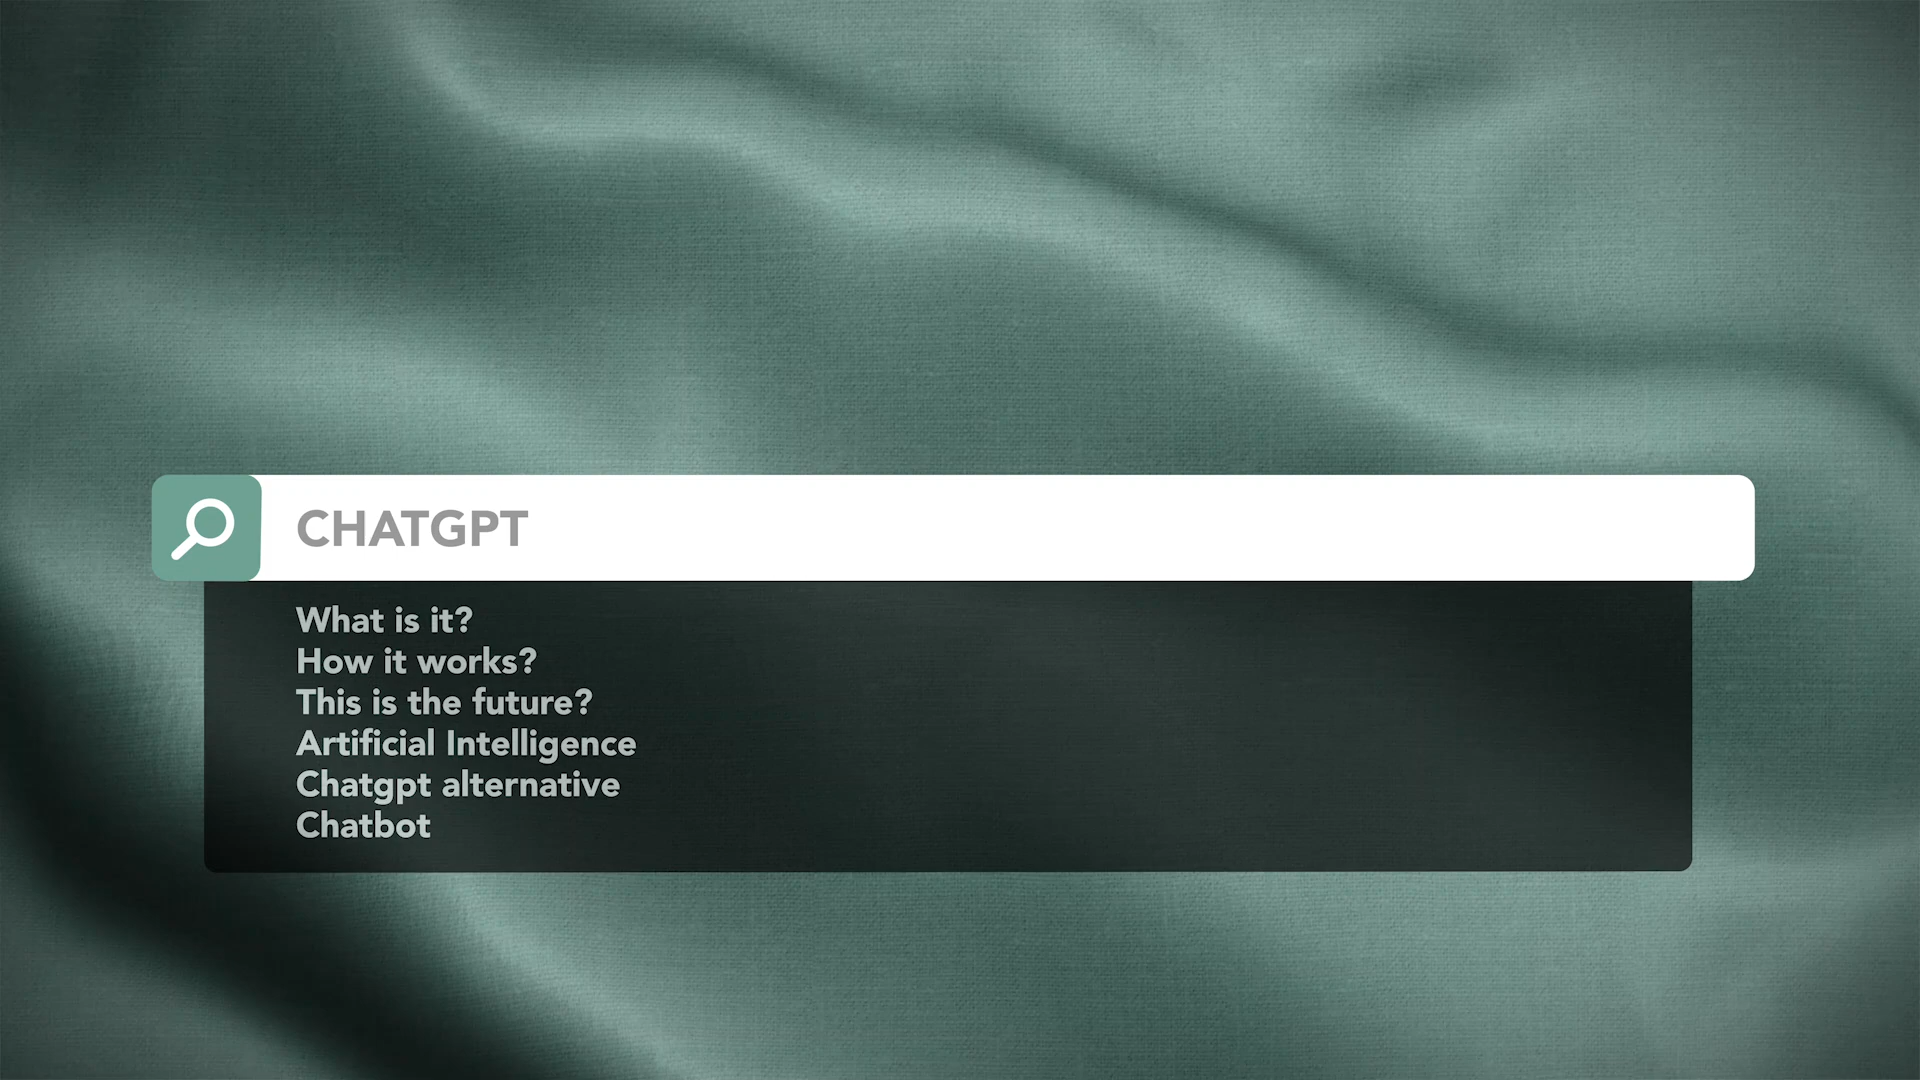 CHATGPT
What is it?
How it works?
This is the future?
Artificial Intelligence
Chatgpt alternative
Chatbot